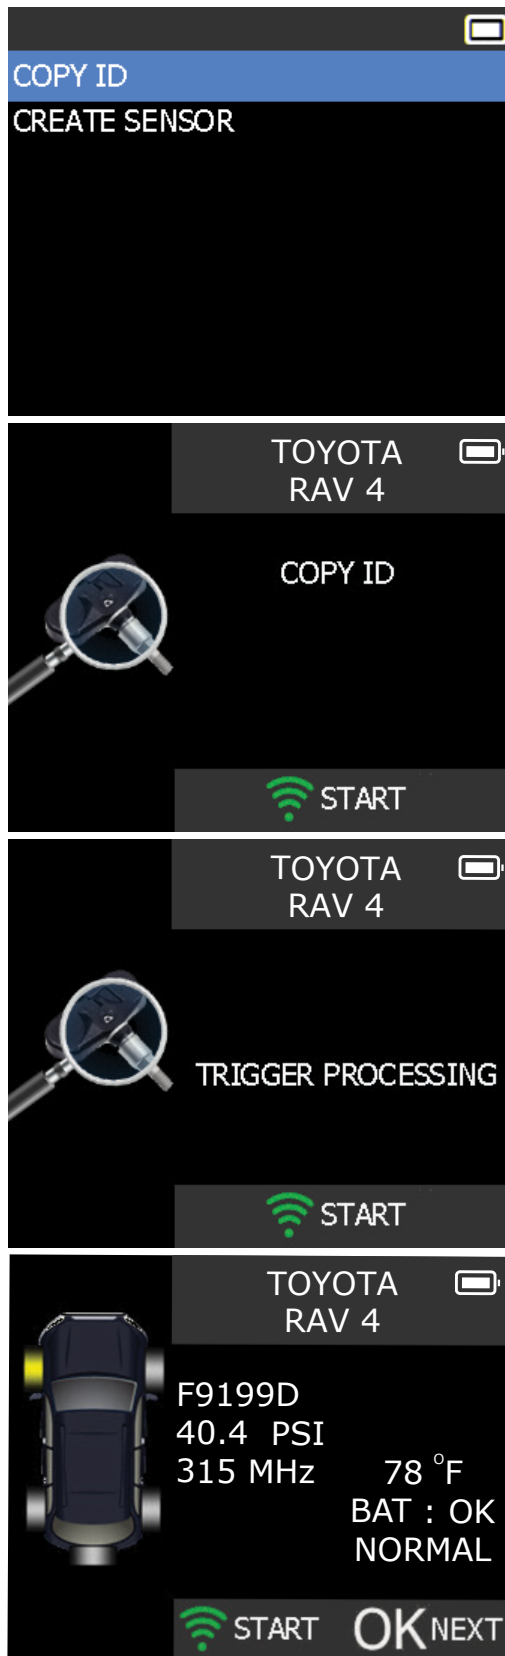 COPY ID
CREATE SENSOR
TOYOTA
RAV 4
COPY ID
START
TOYOTA
RAV 4
TRIGGER PROCESSING
START
TOYOTA
RAV 4
F9199D
40.4 PSI
315 MHz 78 °F
BAT : OK
NORMAL
START OK NEXT